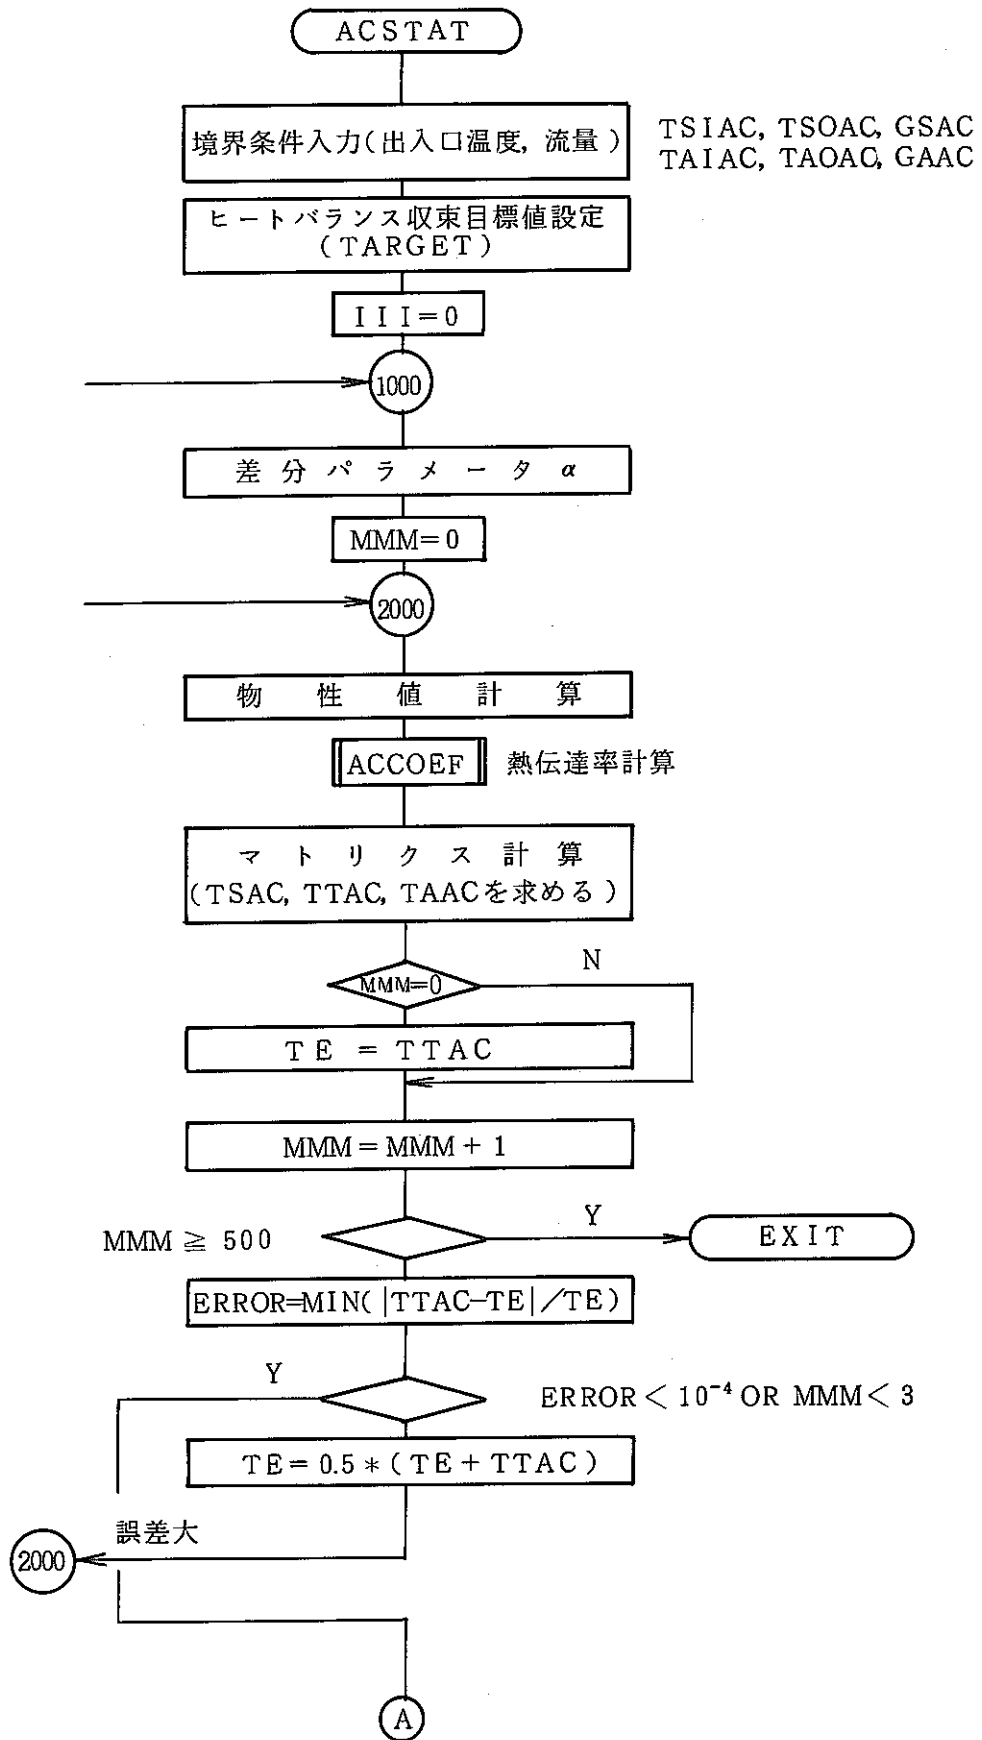 ACSTAT
境界条件入力(出入口温度, 流量)
TSIAC, TSOAC, GSAC
TAIAC, TAOAC, GAAC
ヒートバランス収束目標値設定
(TARGET)
III=0
1000
差分パラメータα
MMM=0
2000
物性値計算
ACCOEF 熱伝達率計算
マトリクス計算
(TSAC, TTAC, TAACを求める)
MMM=0
N
TE = TTAC
MMM = MMM + 1
MMM ≧ 500
Y
EXIT
ERROR=MIN( |TTAC-TE|/TE)
Y
ERROR < 10⁻⁴ OR MMM < 3
TE = 0.5 * ( TE + TTAC )
誤差大
2000
A